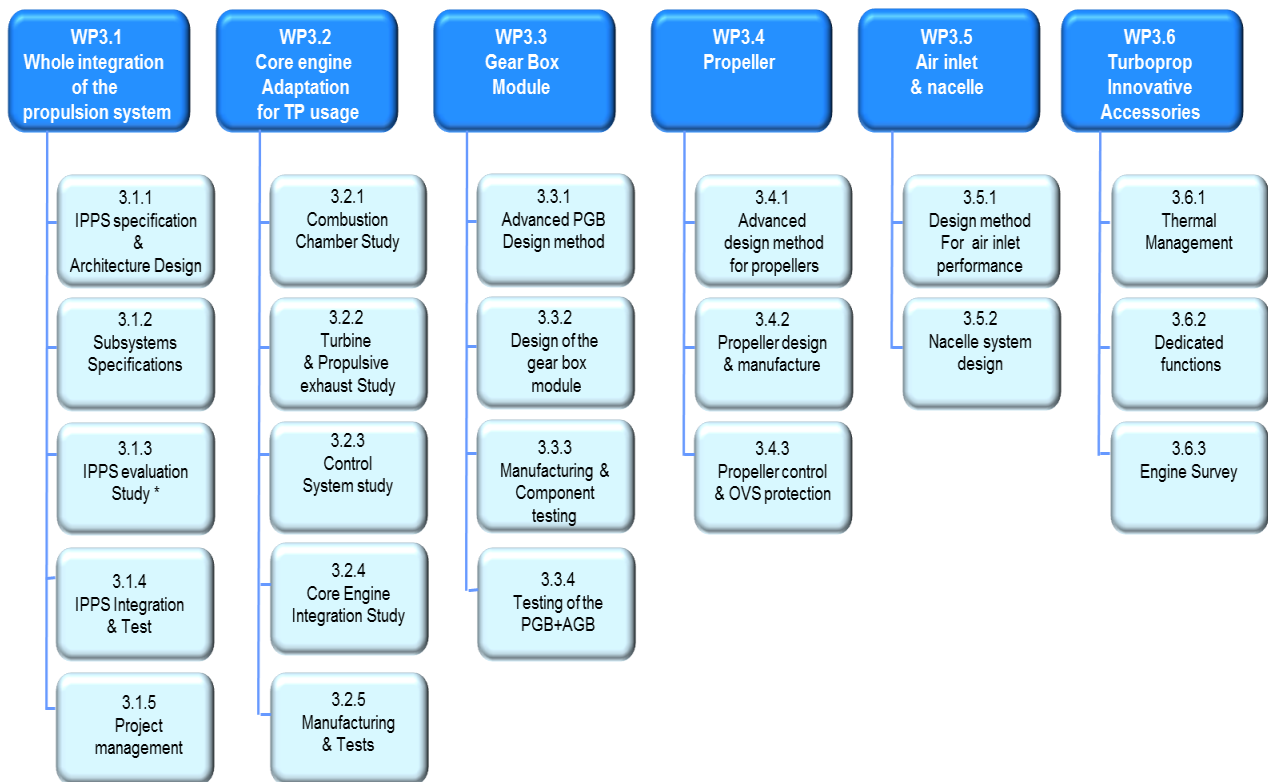 WP3.1
Whole integration
of the
propulsion system
3.1.1
IPPS specification
&
Architecture Design
3.1.2
Subsystems
Specifications
3.1.3
IPPS evaluation
Study *
3.1.4
IPPS Integration
& Test
3.1.5
Project
management
WP3.2
Core engine
Adaptation
for TP usage
3.2.1
Combustion
Chamber Study
3.2.2
Turbine
& Propulsive
exhaust Study
3.2.3
Control
System study
3.2.4
Core Engine
Integration Study
3.2.5
Manufacturing
& Tests
WP3.3
Gear Box
Module
3.3.1
Advanced PGB
Design method
3.3.2
Design of the
gear box
module
3.3.3
Manufacturing &
Component
testing
3.3.4
Testing of the
PGB+AGB
WP3.4
Propeller
3.4.1
Advanced
design method
for propellers
3.4.2
Propeller design
& manufacture
3.4.3
Propeller control
& OVS protection
WP3.5
Air inlet
& nacelle
3.5.1
Design method
For air inlet
performance
3.5.2
Nacelle system
design
WP3.6
Turboprop
Innovative
Accessories
3.6.1
Thermal
Management
3.6.2
Dedicated
functions
3.6.3
Engine Survey